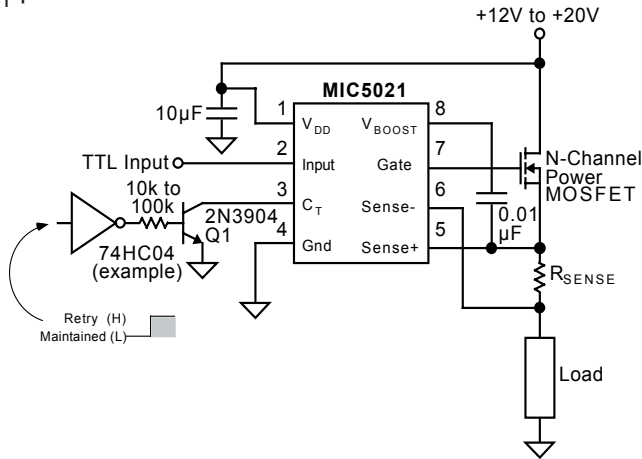 +12V to +20V
MIC5021
10µF
1
8
V_DD
V_BOOST
2
7
TTL Input
Input
Gate
N-Channel
Power
MOSFET
10k to
100k
3
6
C_T
Sense-
2N3904
Q1
4
5
Gnd
Sense+
0.01
µF
74HC04
(example)
R_SENSE
Retry (H)
Maintained (L)
Load